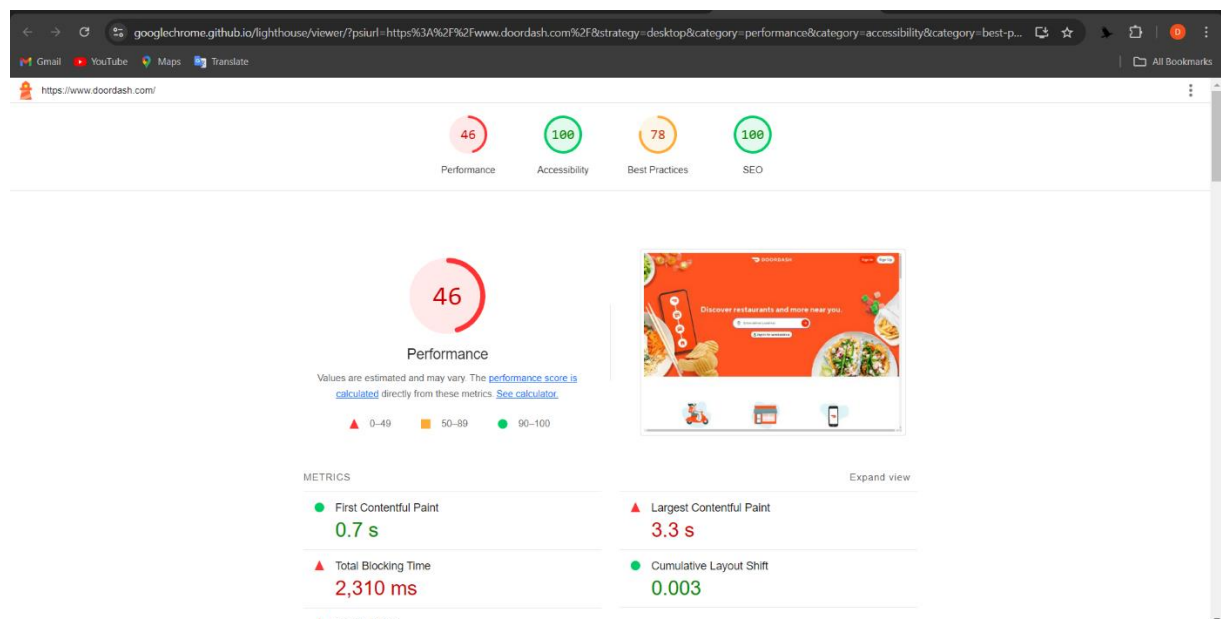 googlechrome.github.io/lighthouse/viewer/?psiurl=https%3A%2F%2Fwww.doordash.com%2F&strategy=desktop&category=performance&category=accessibility&category=best-p...
D
Gmail YouTube Maps Translate All Bookmarks
https://www.doordash.com/
46 100 78 100
Performance Accessibility Best Practices SEO
46
Performance
Values are estimated and may vary. The performance score is
calculated directly from these metrics. See calculator.
0–49 50–89 90–100
DOORDASH
Sign In Sign Up
Discover restaurants and more near you.
METRICS Expand view
First Contentful Paint
0.7 s
Largest Contentful Paint
3.3 s
Total Blocking Time
2,310 ms
Cumulative Layout Shift
0.003